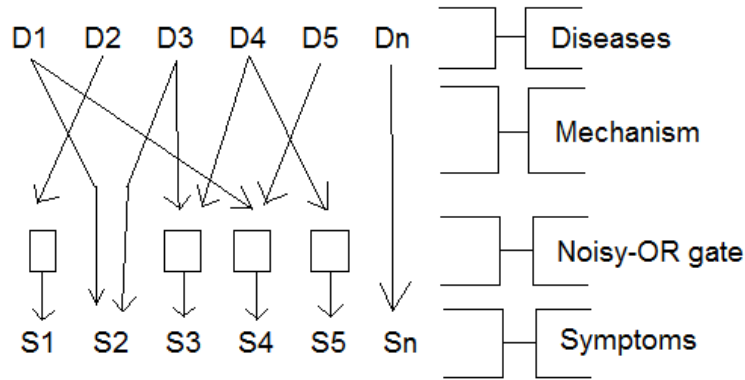 D1 D2 D3 D4 D5 Dn Diseases
Mechanism
Noisy-OR gate
S1 S2 S3 S4 S5 Sn Symptoms